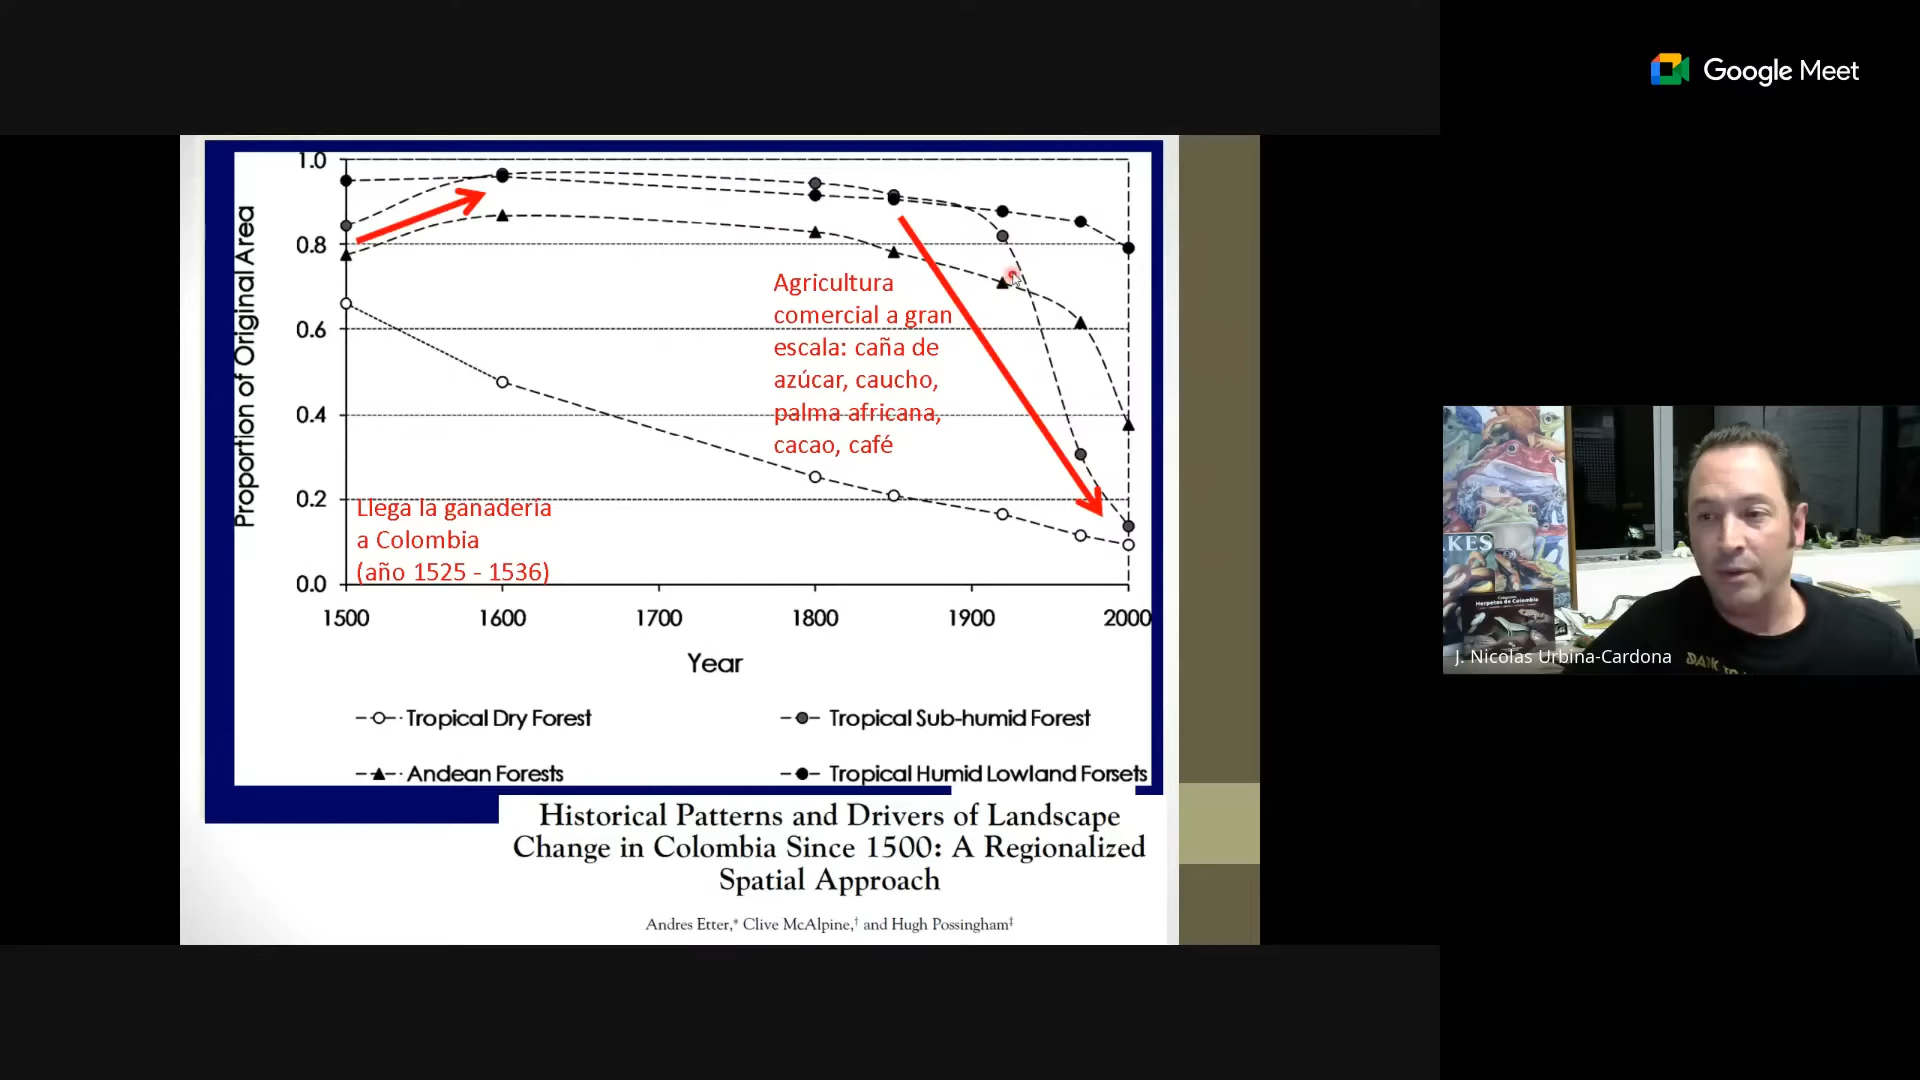 Google Meet
1.0
0.8
0.6
0.4
0.2
0.0
Proportion of Original Area
Agricultura
comercial a gran
escala: caña de
azúcar, caucho,
palma africana,
cacao, café
Llega la ganadería
a Colombia
(año 1525 - 1536)
1500 1600 1700 1800 1900 2000
Year
Tropical Dry Forest
Tropical Sub-humid Forest
Andean Forests
Tropical Humid Lowland Forsets
Historical Patterns and Drivers of Landscape
Change in Colombia Since 1500: A Regionalized
Spatial Approach
Andres Etter,* Clive McAlpine,† and Hugh Possingham‡
AKES
Herpetos de Colombia
J. Nicolas Urbina-Cardona